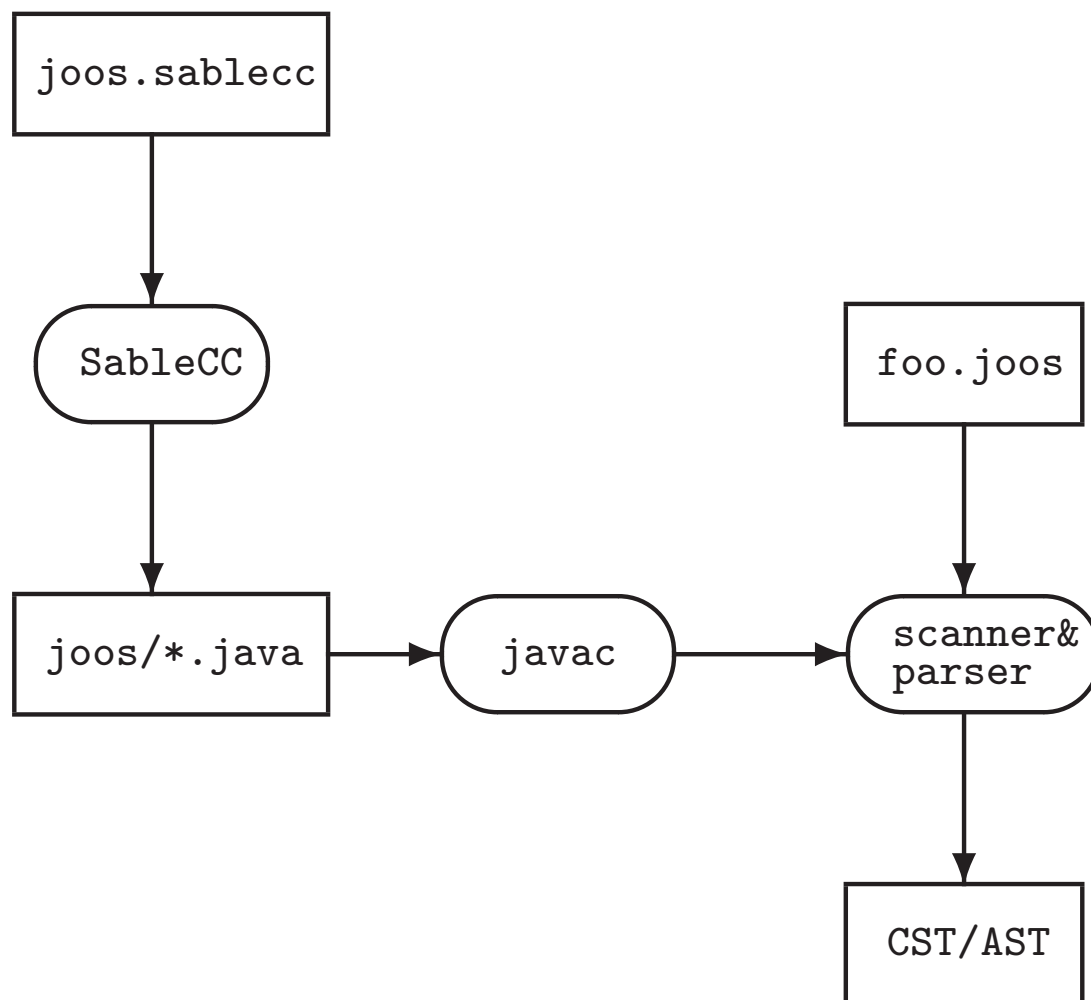 joos.sablecc
SableCC
foo.joos
joos/*.java
javac
scanner&
parser
CST/AST